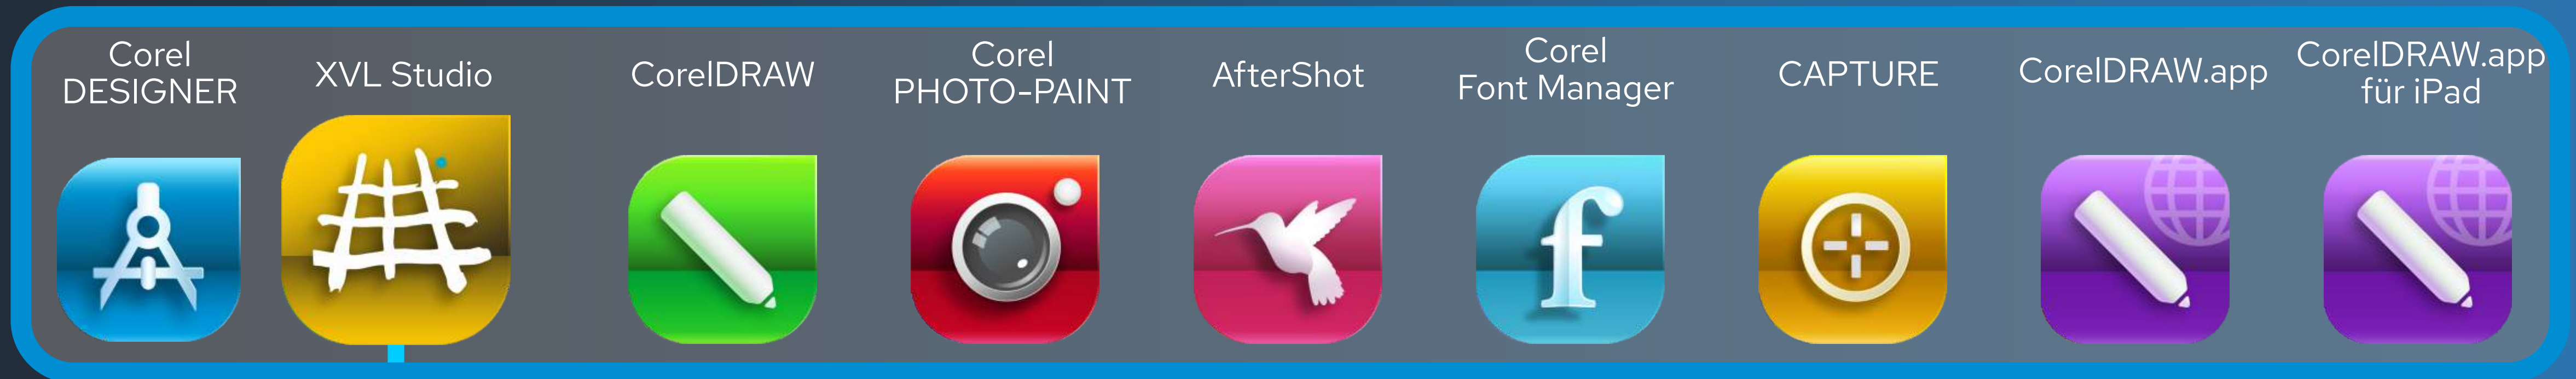 Corel
DESIGNER
XVL Studio
CorelDRAW
Corel
PHOTO-PAINT
AfterShot
Corel
Font Manager
CAPTURE
CorelDRAW.app
CorelDRAW.app
für iPad
f